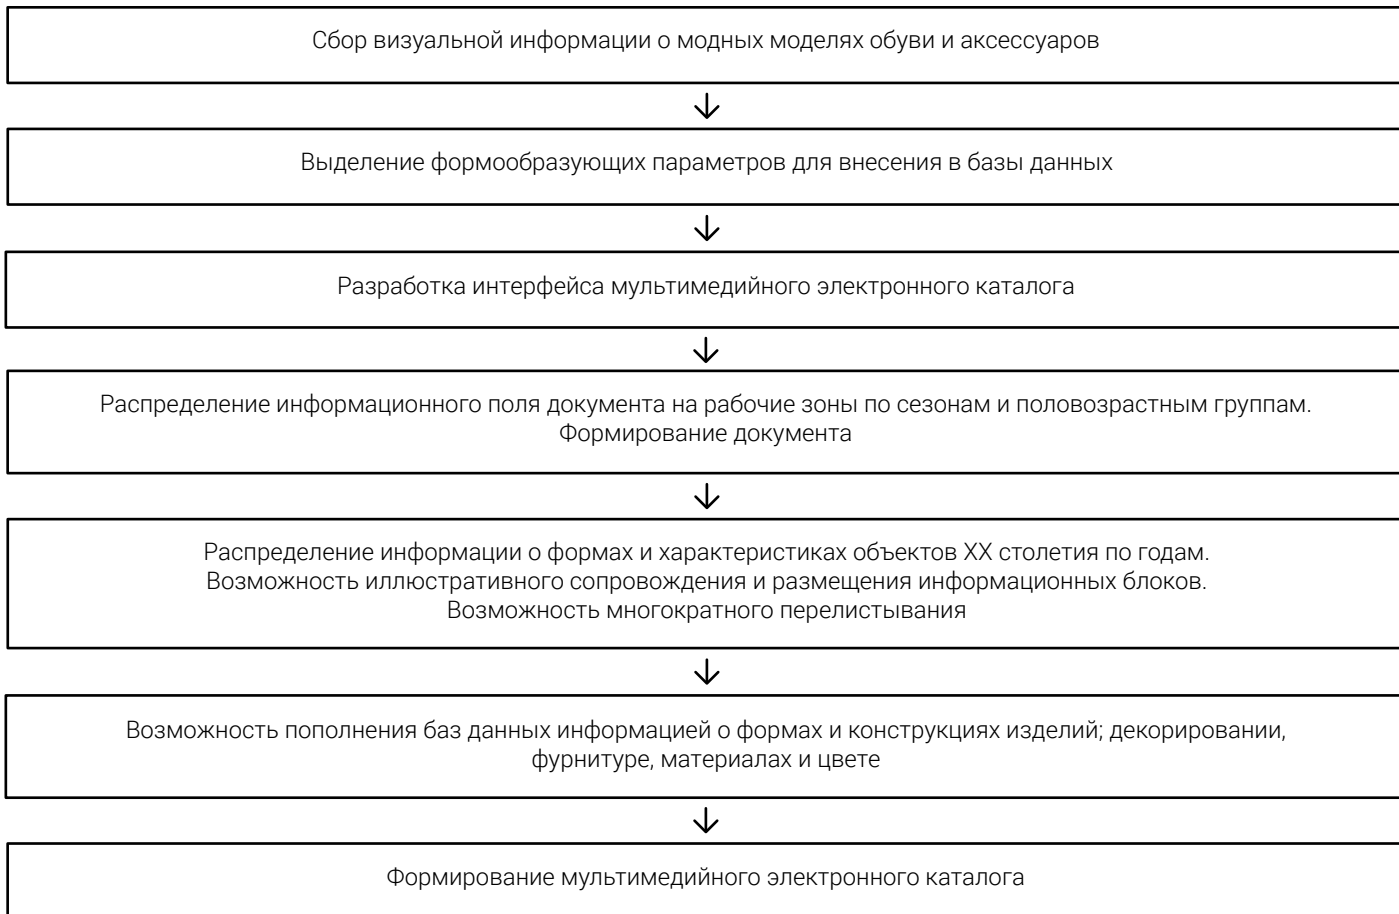 Сбор визуальной информации о модных моделях обуви и аксессуаров
Выделение формообразующих параметров для внесения в базы данных
Разработка интерфейса мультимедийного электронного каталога
Распределение информационного поля документа на рабочие зоны по сезонам и половозрастным группам.
Формирование документа
Распределение информации о формах и характеристиках объектов XX столетия по годам.
Возможность иллюстративного сопровождения и размещения информационных блоков.
Возможность многократного перелистывания
Возможность пополнения баз данных информацией о формах и конструкциях изделий; декорировании,
фурнитуре, материалах и цвете
Формирование мультимедийного электронного каталога